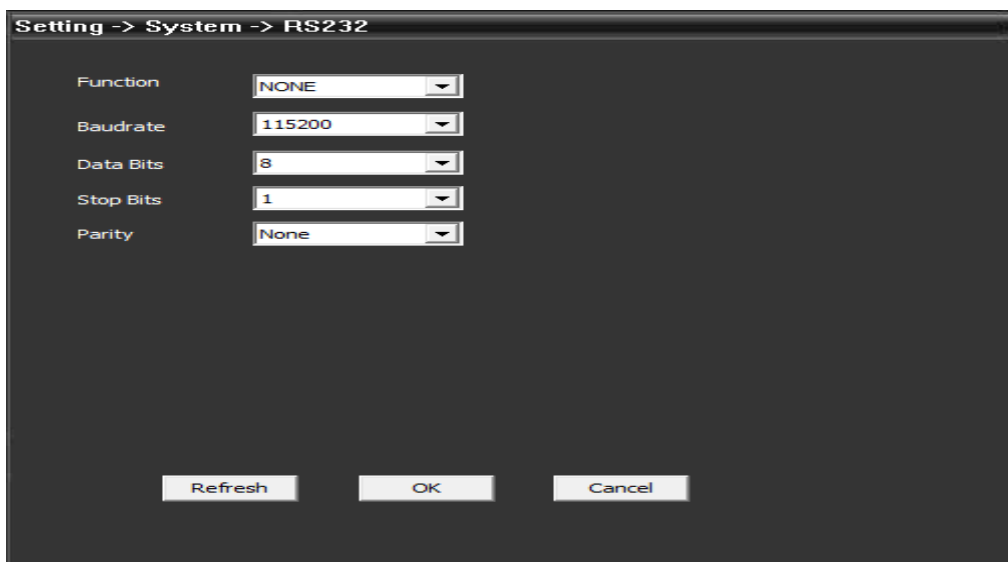 Setting -> System -> RS232
Function NONE
Baudrate 115200
Data Bits 8
Stop Bits 1
Parity None
Refresh OK Cancel